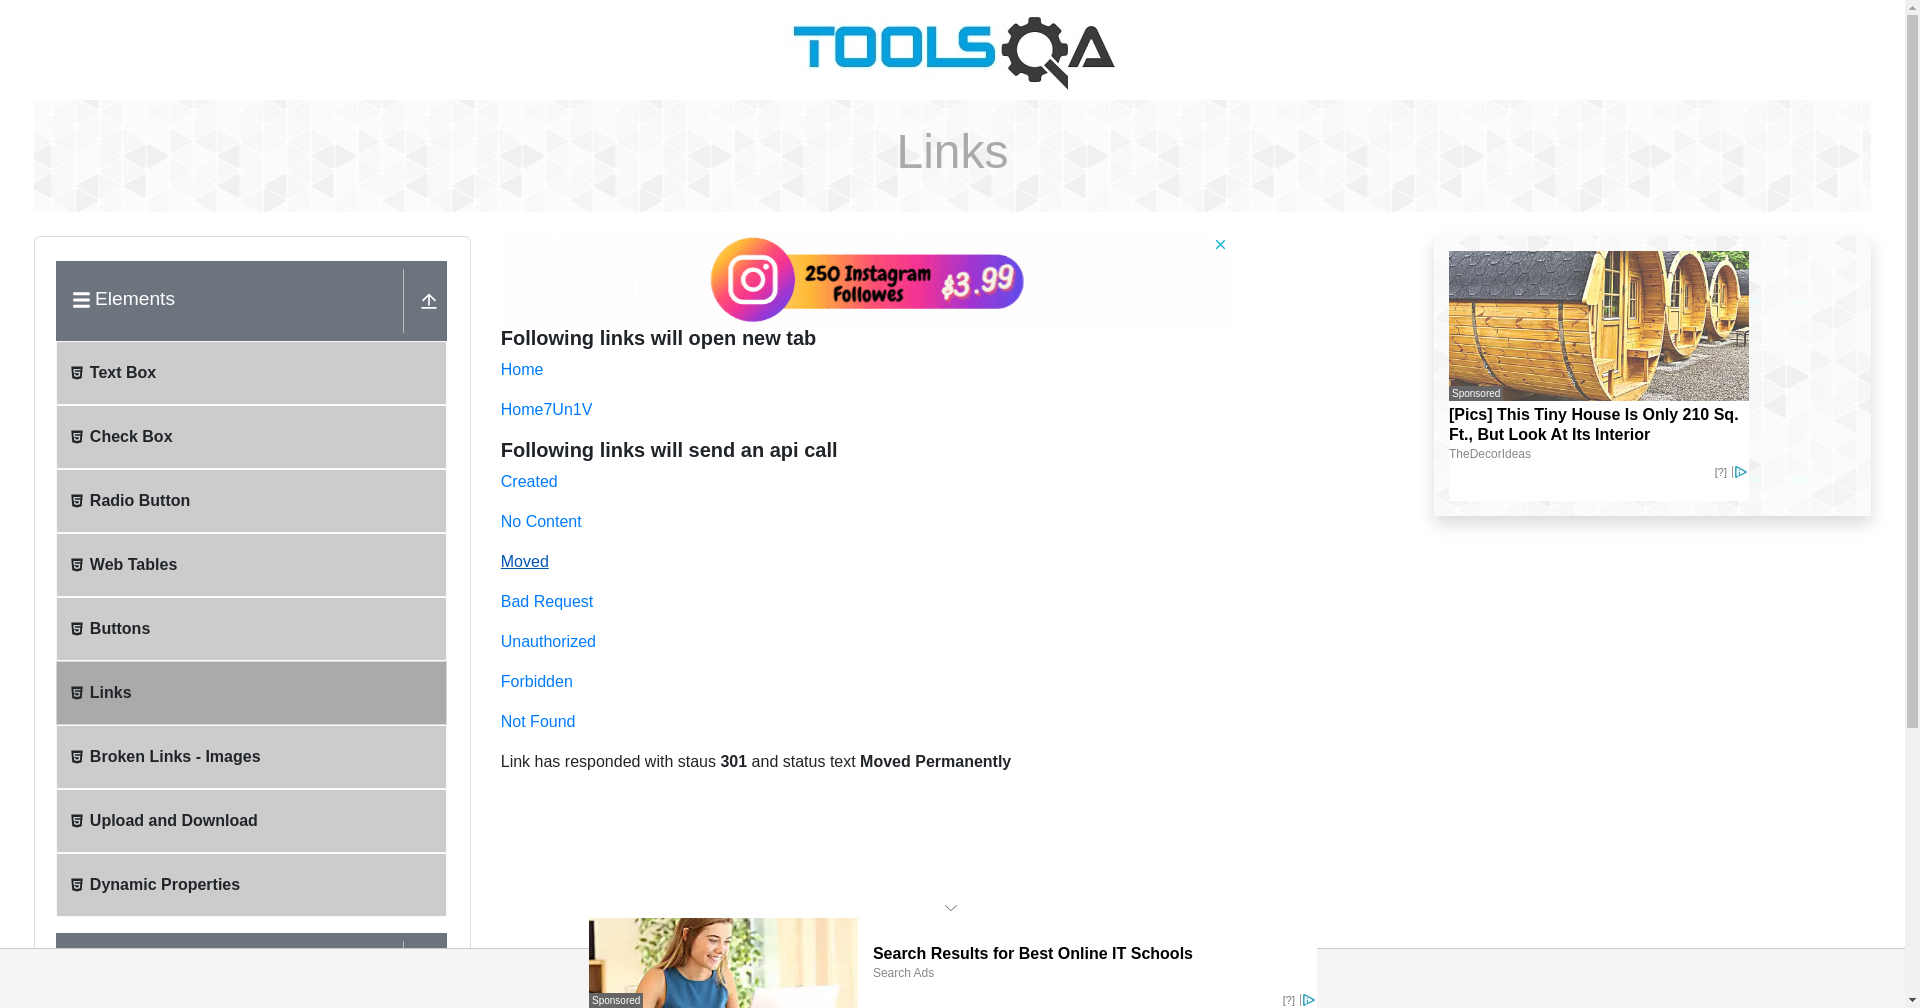 TOOLSQA
Links
Elements
Text Box
Check Box
Radio Button
Web Tables
Buttons
Links
Broken Links - Images
Upload and Download
Dynamic Properties
250 Instagram
Followes
$3.99
Following links will open new tab
Home
Home7Un1V
Following links will send an api call
Created
No Content
Moved
Bad Request
Unauthorized
Forbidden
Not Found
Link has responded with staus 301 and status text Moved Permanently
Sponsored
[Pics] This Tiny House Is Only 210 Sq.
Ft., But Look At Its Interior
TheDecorIdeas
[?]
Search Results for Best Online IT Schools
Search Ads
Sponsored
[?]